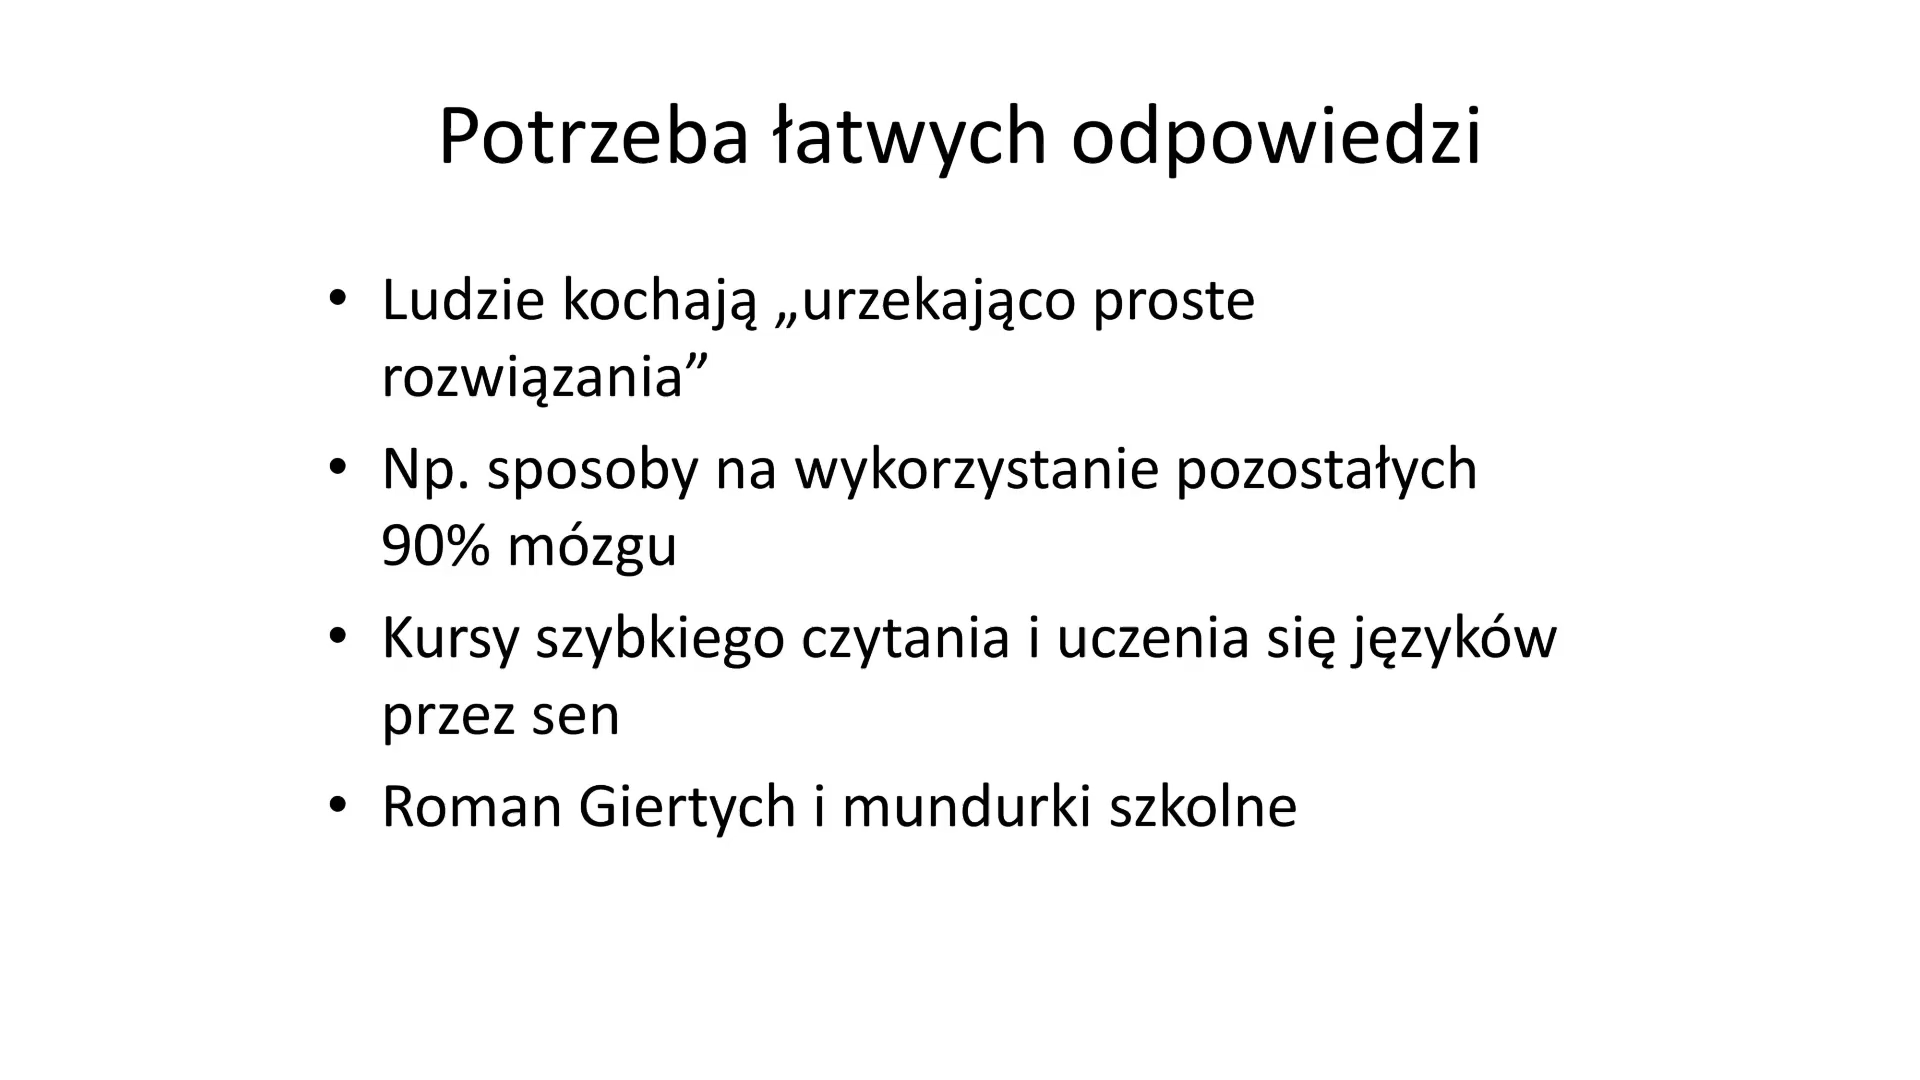 Potrzeba łatwych odpowiedzi
• Ludzie kochają „urzekająco proste
rozwiązania”
• Np. sposoby na wykorzystanie pozostałych
90% mózgu
• Kursy szybkiego czytania i uczenia się języków
przez sen
• Roman Giertych i mundurki szkolne